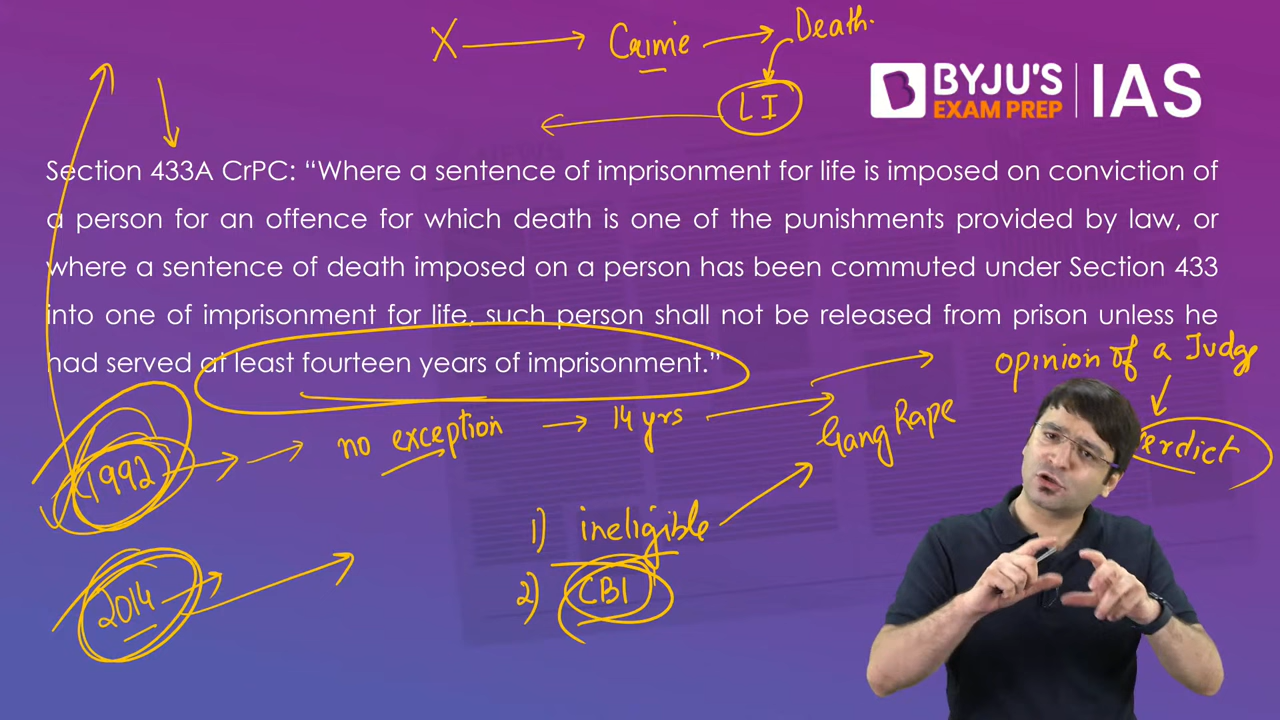 X → Crime → Death.
LI
BYJU'S
EXAM PREP
IAS
Section 433A CrPC: “Where a sentence of imprisonment for life is imposed on conviction of
a person for an offence for which death is one of the punishments provided by law, or
where a sentence of death imposed on a person has been commuted under Section 433
into one of imprisonment for life, such person shall not be released from prison unless he
had served at least fourteen years of imprisonment.”
opinion of a Judge
1992 → no exception → 14 yrs → Gang Rape
Verdict
1) ineligible
2014
2) CBI